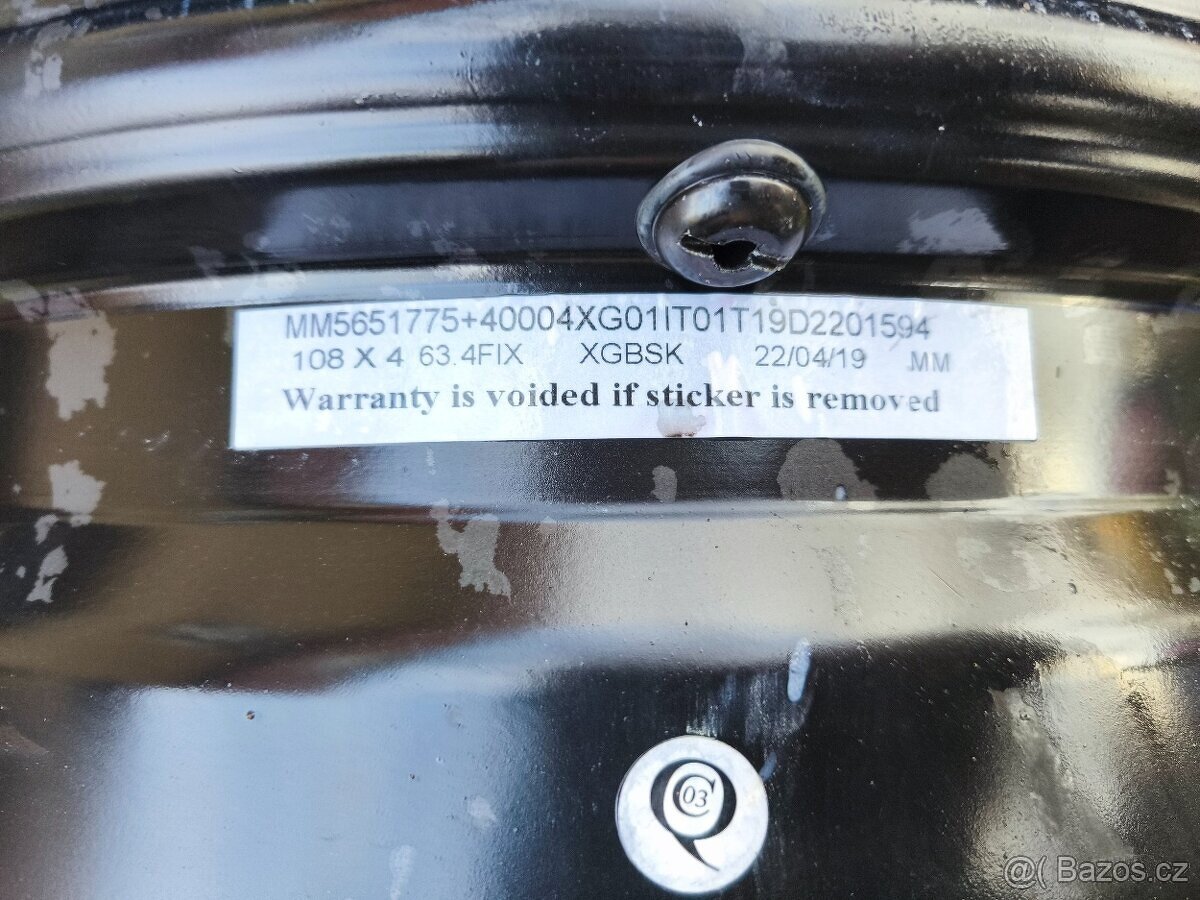 MM5651775+40004XG01IT01T19D2201594
108 X 4 63.4FIX XGBSK 22/04/19 MM
Warranty is voided if sticker is removed
QC
03
@( Bazos.cz